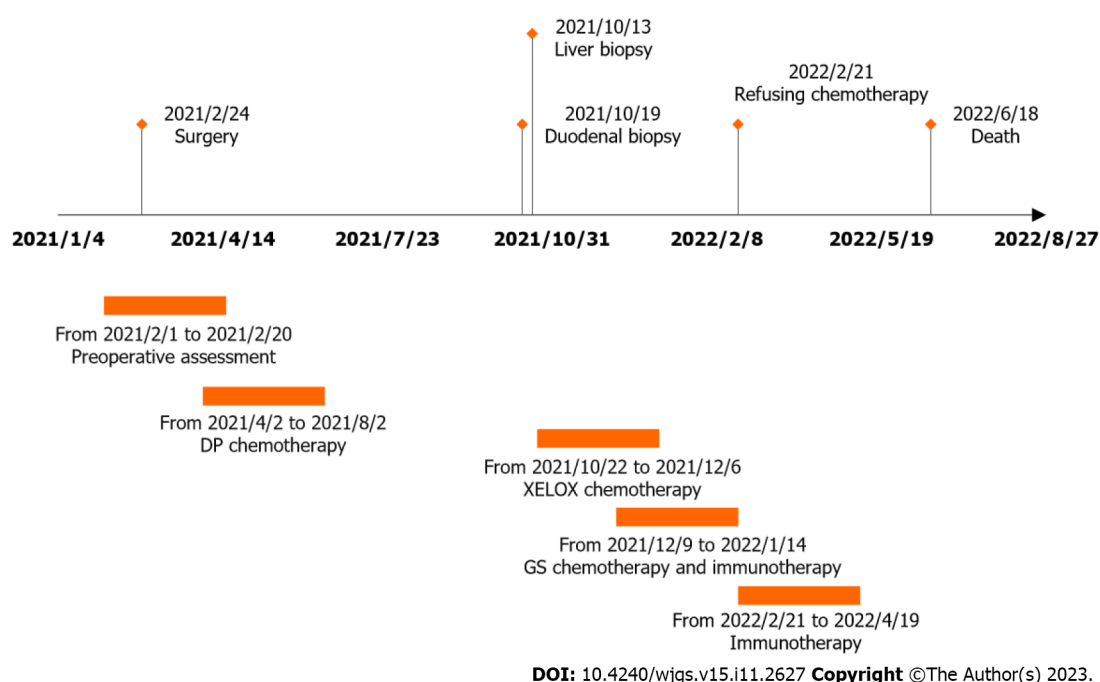 2021/10/13
Liver biopsy
2022/2/21
Refusing chemotherapy
2021/2/24
Surgery
2021/10/19
Duodenal biopsy
2022/6/18
Death
2021/1/4 2021/4/14 2021/7/23 2021/10/31 2022/2/8 2022/5/19 2022/8/27
From 2021/2/1 to 2021/2/20
Preoperative assessment
From 2021/4/2 to 2021/8/2
DP chemotherapy
From 2021/10/22 to 2021/12/6
XELOX chemotherapy
From 2021/12/9 to 2022/1/14
GS chemotherapy and immunotherapy
From 2022/2/21 to 2022/4/19
Immunotherapy
DOI: 10.4240/wjgs.v15.i11.2627 Copyright ©The Author(s) 2023.